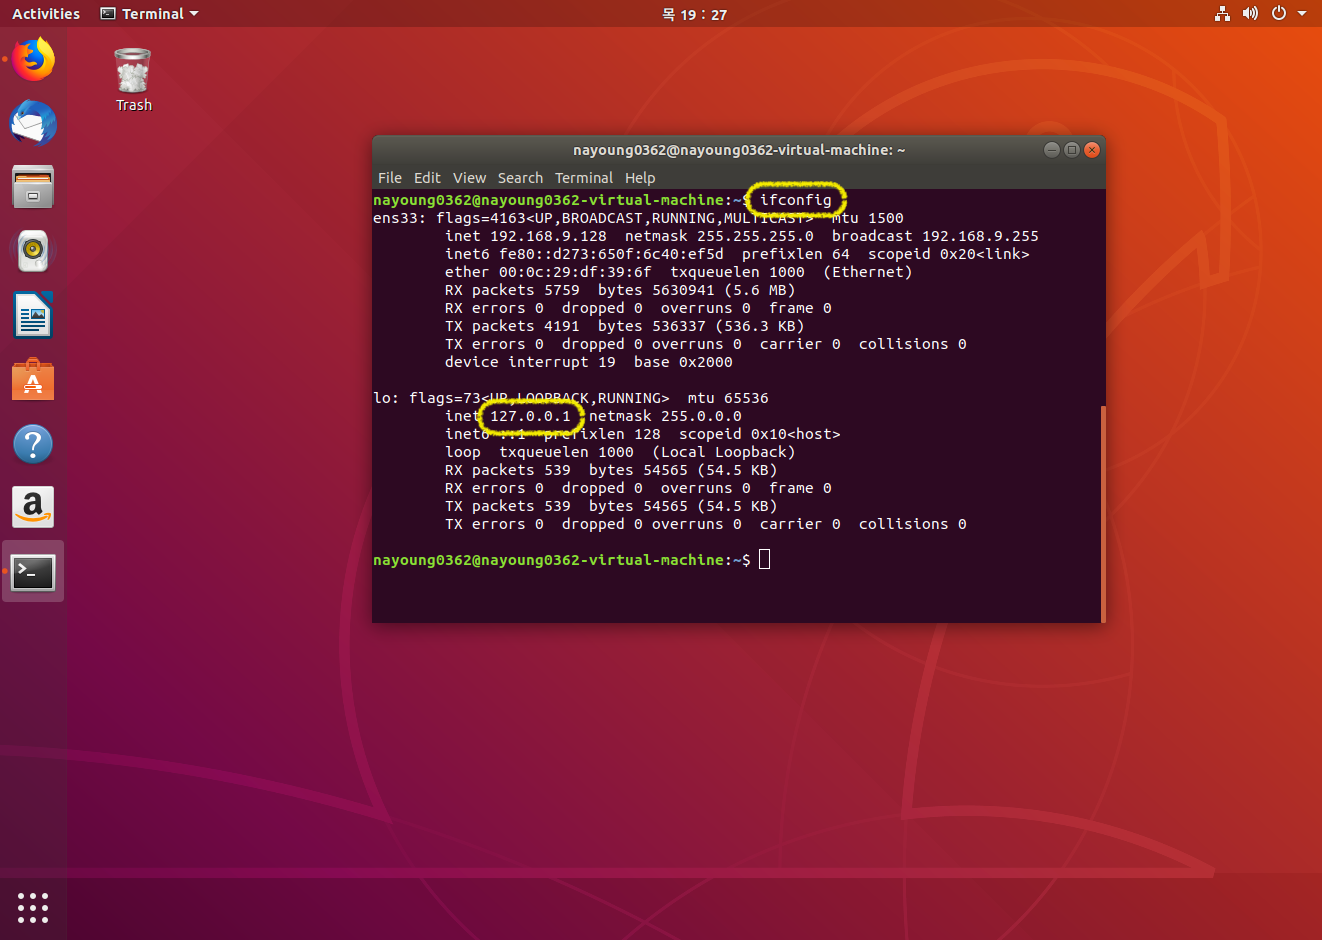 Activities Terminal 목 19 : 27
Trash
nayoung0362@nayoung0362-virtual-machine: ~
File Edit View Search Terminal Help
nayoung0362@nayoung0362-virtual-machine:~$ ifconfig
ens33: flags=4163<UP,BROADCAST,RUNNING,MULTICAST>  mtu 1500
        inet 192.168.9.128  netmask 255.255.255.0  broadcast 192.168.9.255
        inet6 fe80::d273:650f:6c40:ef5d  prefixlen 64  scopeid 0x20<link>
        ether 00:0c:29:df:39:6f  txqueuelen 1000  (Ethernet)
        RX packets 5759  bytes 5630941 (5.6 MB)
        RX errors 0  dropped 0  overruns 0  frame 0
        TX packets 4191  bytes 536337 (536.3 KB)
        TX errors 0  dropped 0 overruns 0  carrier 0  collisions 0
        device interrupt 19  base 0x2000
lo: flags=73<UP,LOOPBACK,RUNNING>  mtu 65536
        inet 127.0.0.1  netmask 255.0.0.0
        inet6 ::1  prefixlen 128  scopeid 0x10<host>
        loop  txqueuelen 1000  (Local Loopback)
        RX packets 539  bytes 54565 (54.5 KB)
        RX errors 0  dropped 0  overruns 0  frame 0
        TX packets 539  bytes 54565 (54.5 KB)
        TX errors 0  dropped 0 overruns 0  carrier 0  collisions 0
nayoung0362@nayoung0362-virtual-machine:~$